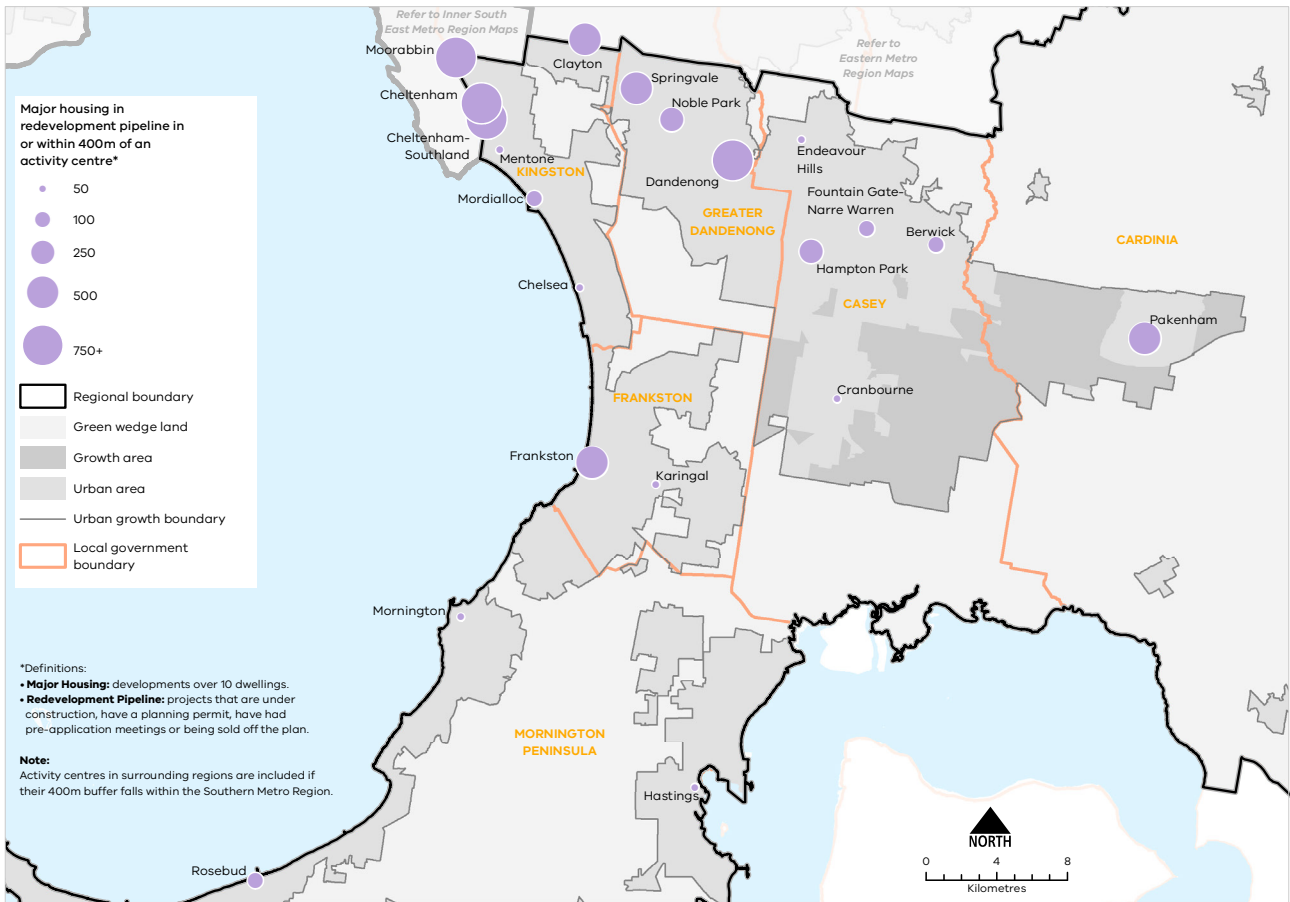 Refer to Inner South
East Metro Region Maps
Refer to
Eastern Metro
Region Maps
Moorabbin
Clayton
Springvale
Cheltenham
Noble Park
Cheltenham-
Southland
Mentone
KINGSTON
Endeavour
Hills
Dandenong
Mordialloc
Fountain Gate-
Narre Warren
GREATER
DANDENONG
Berwick
CARDINIA
Hampton Park
Chelsea
CASEY
Pakenham
FRANKSTON
Cranbourne
Frankston
Karingal
Mornington
MORNINGTON
PENINSULA
Hastings
Rosebud
Major housing in
redevelopment pipeline in
or within 400m of an
activity centre*
50
100
250
500
750+
Regional boundary
Green wedge land
Growth area
Urban area
Urban growth boundary
Local government
boundary
*Definitions:
• Major Housing: developments over 10 dwellings.
• Redevelopment Pipeline: projects that are under
construction, have a planning permit, have had
pre-application meetings or being sold off the plan.
Note:
Activity centres in surrounding regions are included if
their 400m buffer falls within the Southern Metro Region.
NORTH
0 4 8
Kilometres